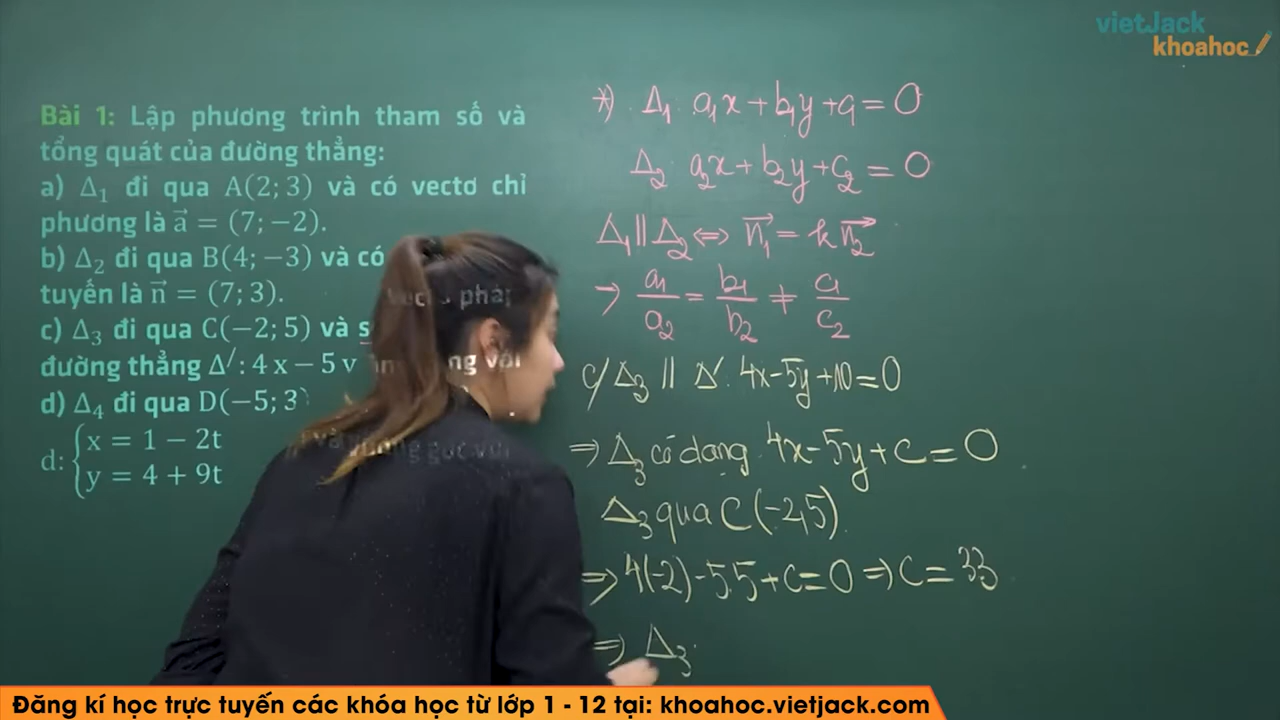 vietJack
khoahoc
Bài 1: Lập phương trình tham số và
tổng quát của đường thẳng:
a) Δ₁ đi qua A(2; 3) và có vectơ chỉ
phương là a⃗ = (7; −2).
b) Δ₂ đi qua B(4; −3) và có
tuyến là n⃗ = (7; 3).
c) Δ₃ đi qua C(−2; 5) và
đường thẳng Δ′: 4x − 5
d) Δ₄ đi qua D(−5; 3
d: {x = 1 − 2t
y = 4 + 9t
*) Δ₁: a₁x + b₁y + c₁ = 0
Δ₂: a₂x + b₂y + c₂ = 0
Δ₁ ∥ Δ₂ ⇔ n₁⃗ = k n₂⃗
→ a₁/a₂ = b₁/b₂ ≠ c₁/c₂
c/ Δ₃ ∥ Δ′: 4x − 5y + 10 = 0
⇒ Δ₃ có dạng: 4x − 5y + c = 0
Δ₃ qua C(−2,5)
⇒ 4(−2) − 5.5 + c = 0 ⇒ c = 33
⇒ Δ₃:
Đăng kí học trực tuyến các khóa học từ lớp 1 - 12 tại: khoahoc.vietjack.com